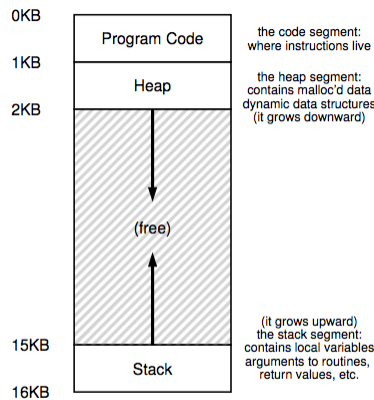 0KB
Program Code
the code segment:
where instructions live
1KB
Heap
the heap segment:
contains malloc'd data
dynamic data structures
(it grows downward)
2KB
(free)
(it grows upward)
the stack segment:
contains local variables
arguments to routines,
return values, etc.
15KB
Stack
16KB